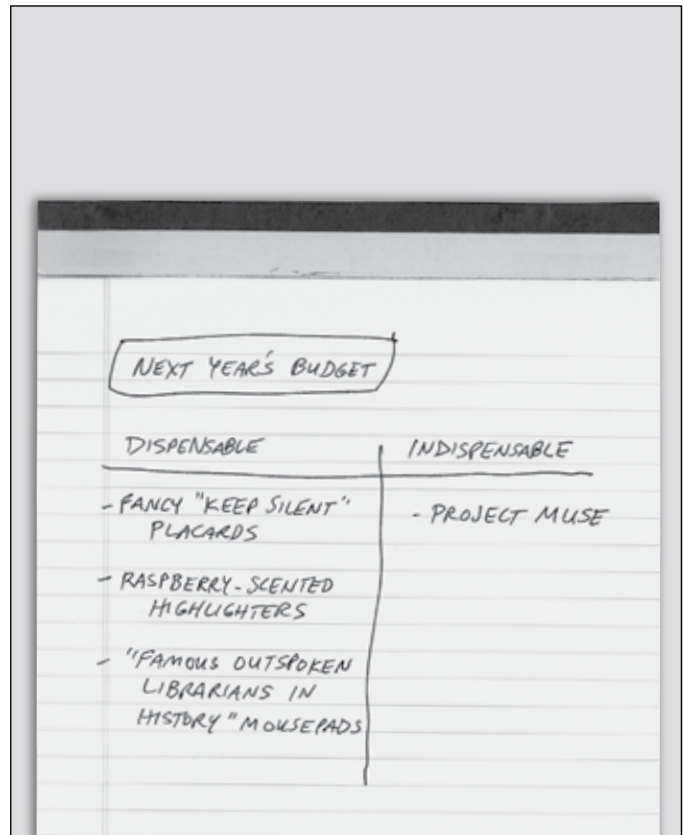 NEXT YEAR'S BUDGET
DISPENSABLE
INDISPENSABLE
- FANCY "KEEP SILENT"
PLACARDS
- PROJECT MUSE
- RASPBERRY-SCENTED
HIGHLIGHTERS
- "FAMOUS OUTSPOKEN
LIBRARIANS IN
HISTORY" MOUSEPADS